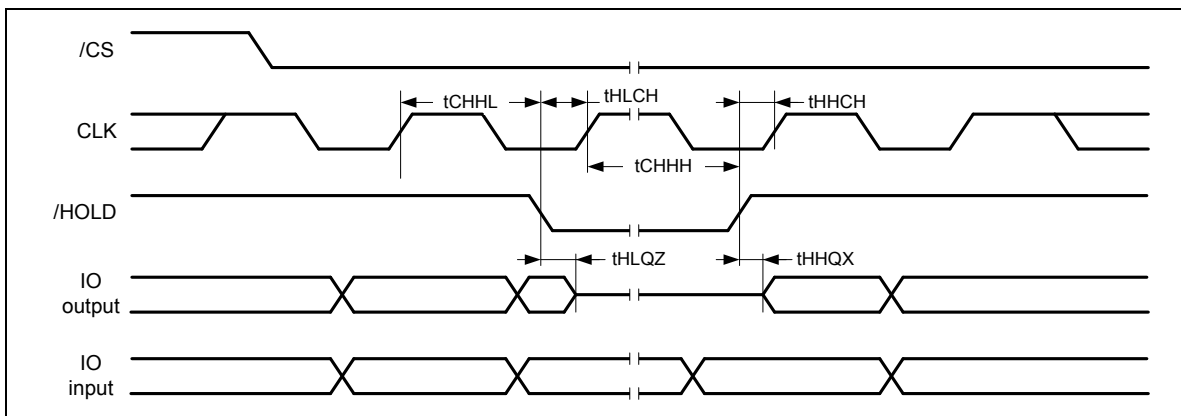 /CS
tCHHL
tHLCH
tHHCH
CLK
tCHHH
/HOLD
tHLQZ
tHHQX
IO
output
IO
input